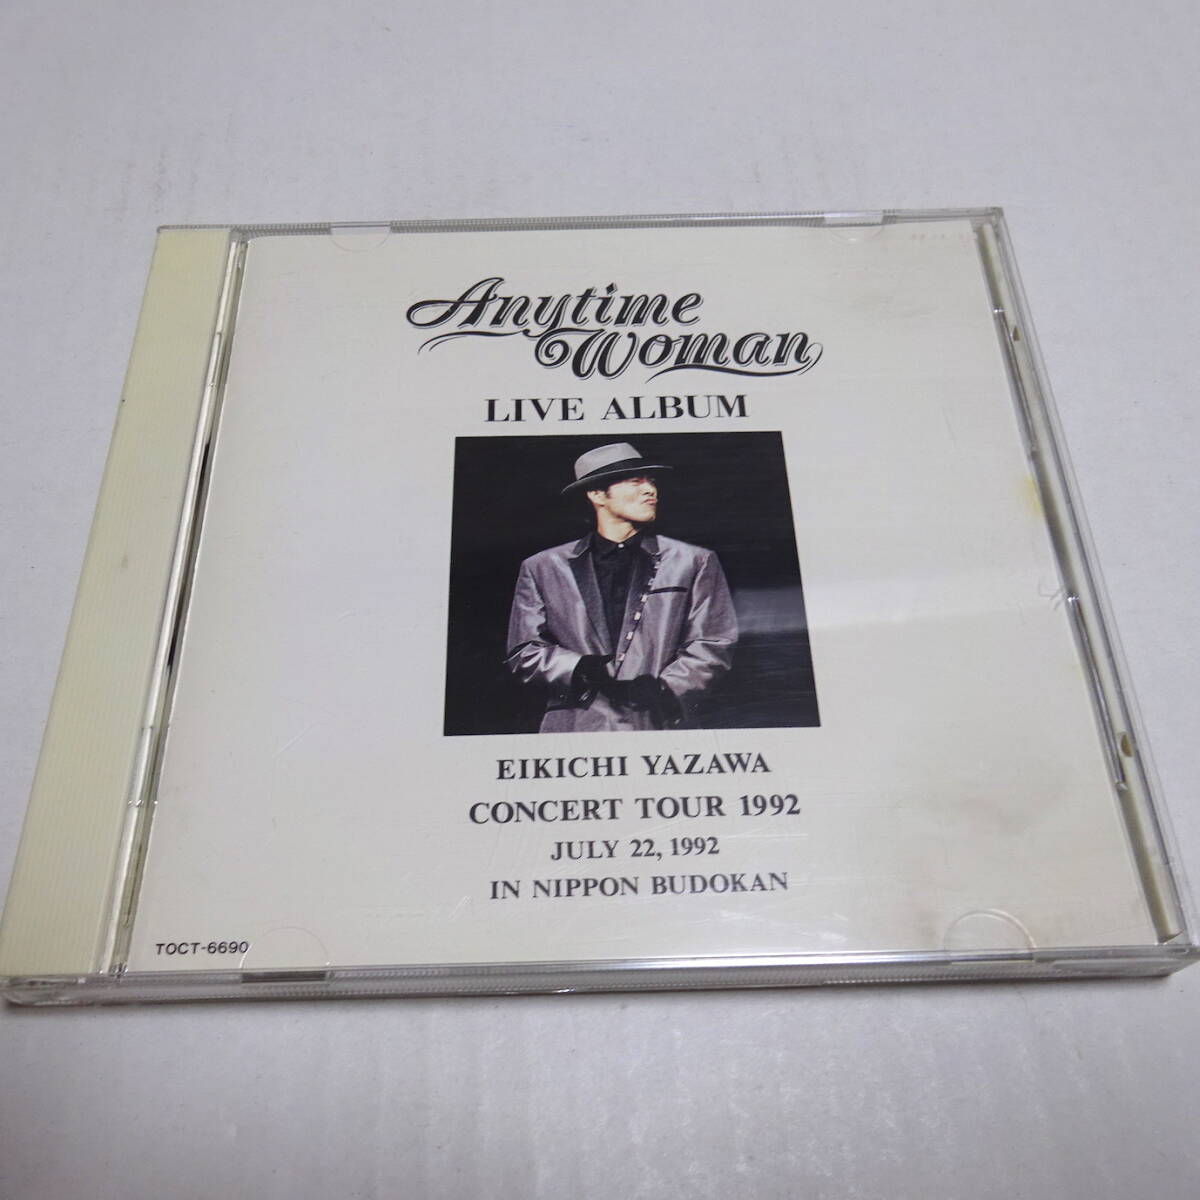 Anytime
Woman
LIVE ALBUM
EIKICHI YAZAWA
CONCERT TOUR 1992
JULY 22, 1992
IN NIPPON BUDOKAN
TOCT-6690